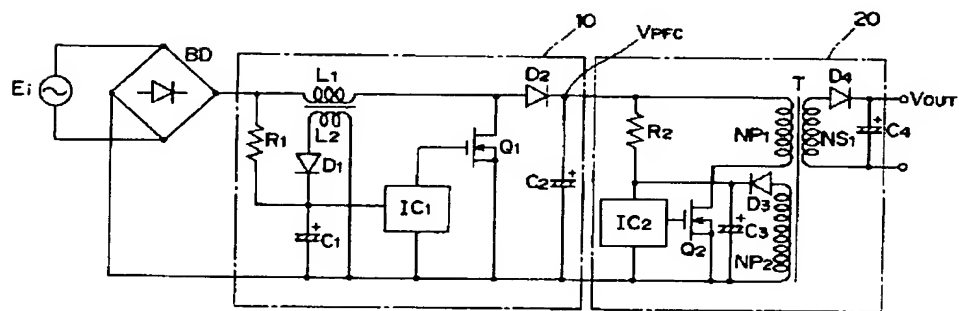 10
VPFC
20
BD
Ei
L1
L2
R1
D1
C1
IC1
Q1
D2
C2
R2
IC2
Q2
T
NP1
NS1
D4
C4
VOUT
D3
C3
NP2